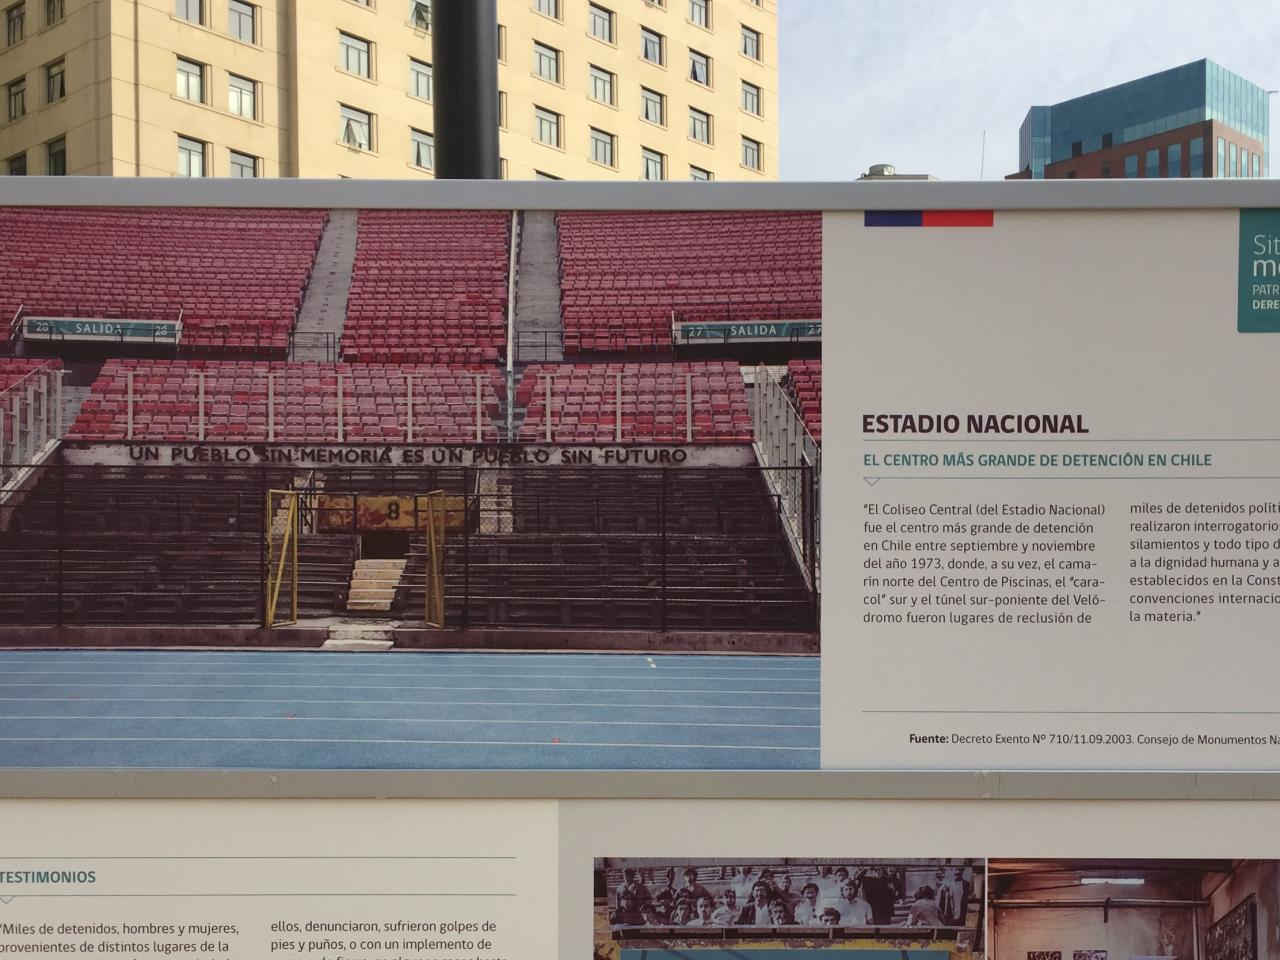 28 SALIDA 26
27 SALIDA 27
UN PUEBLO SIN MEMORIA ES UN PUEBLO SIN FUTURO
8
ESTADIO NACIONAL
EL CENTRO MÁS GRANDE DE DETENCIÓN EN CHILE
"El Coliseo Central (del Estadio Nacional)
fue el centro más grande de detención
en Chile entre septiembre y noviembre
del año 1973, donde, a su vez, el cama-
rín norte del Centro de Piscinas, el "cara-
col" sur y el túnel sur-poniente del Veló-
dromo fueron lugares de reclusión de
miles de detenidos políti
realizaron interrogatorio
silamientos y todo tipo d
a la dignidad humana y a
establecidos en la Const
convenciones internacio
la materia."
Fuente: Decreto Exento Nº 710/11.09.2003. Consejo de Monumentos Na
Sit
me
PATR
DERE
TESTIMONIOS
"Miles de detenidos, hombres y mujeres,
provenientes de distintos lugares de la
ellos, denunciaron, sufrieron golpes de
pies y puños, o con un implemento de